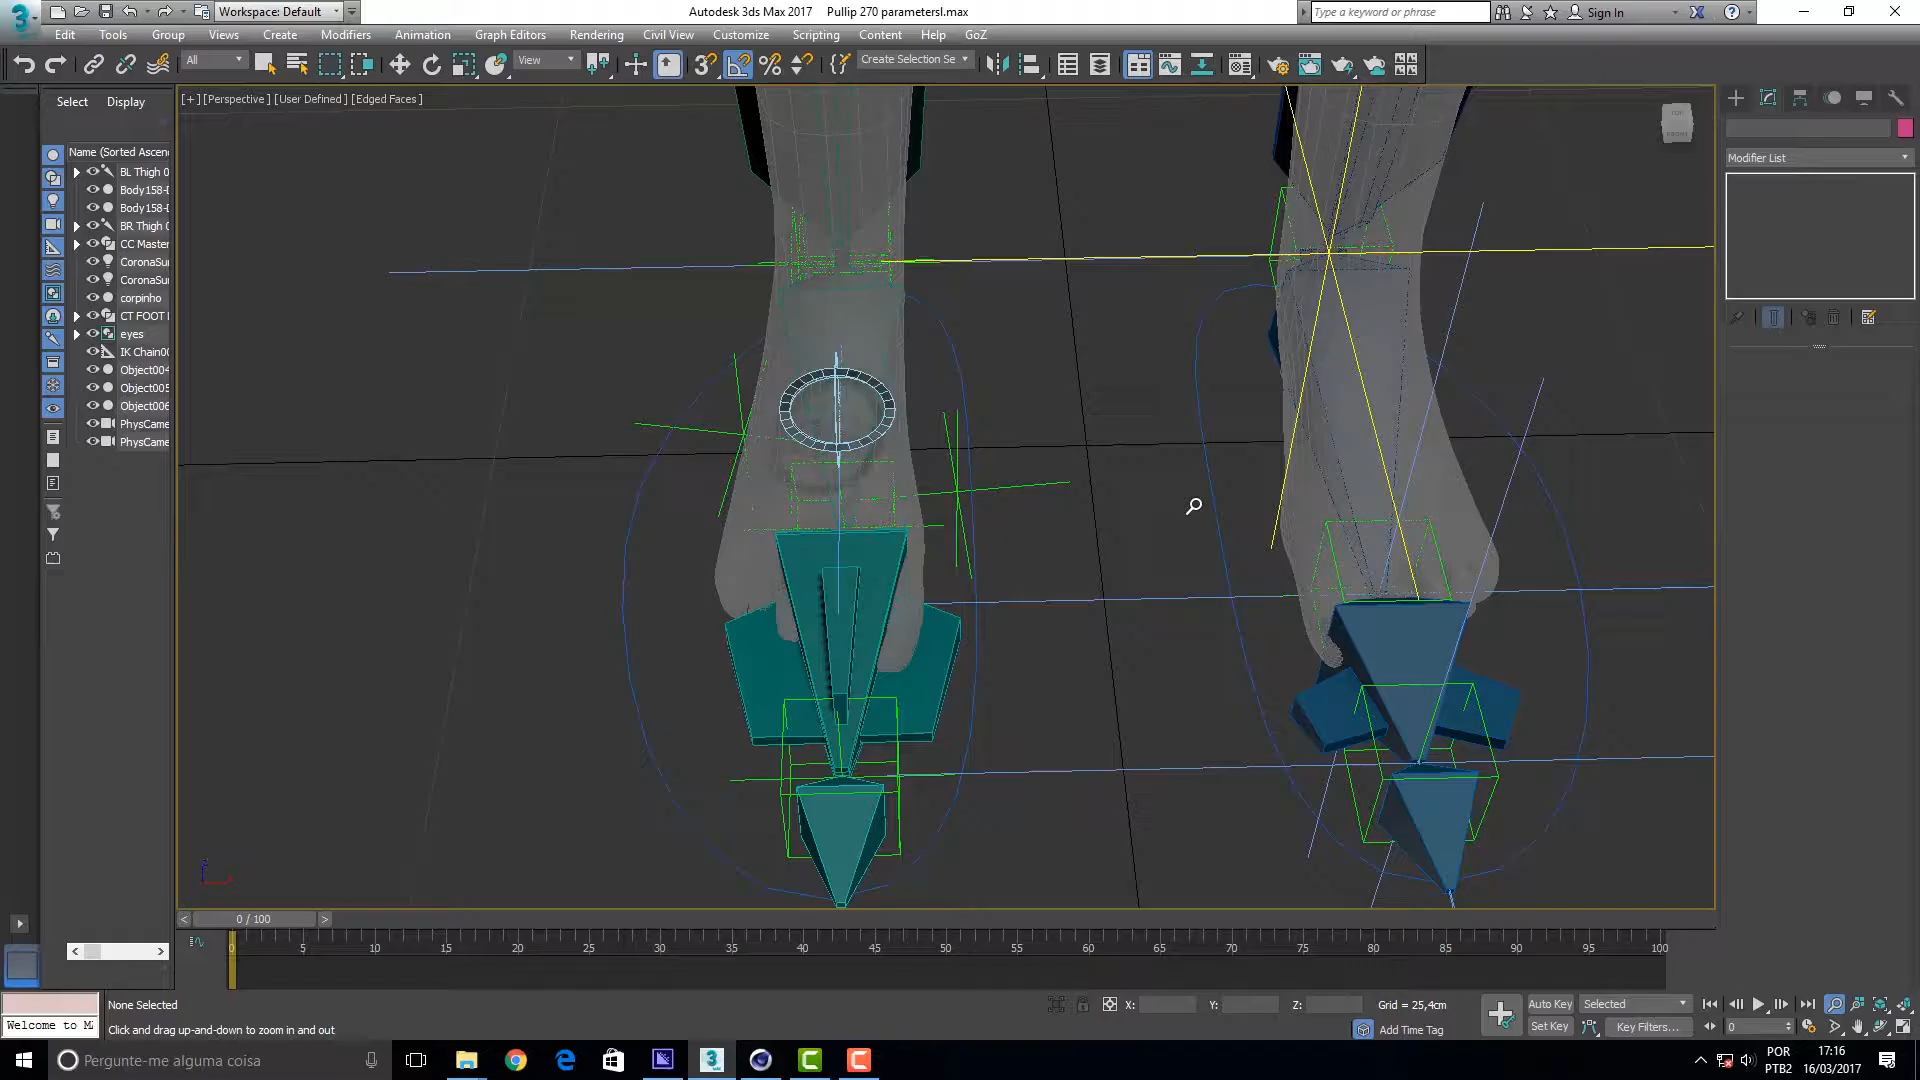 Workspace: Default
Autodesk 3ds Max 2017 Pullip 270 parametersl.max
Type a keyword or phrase
Sign In
Edit Tools Group Views Create Modifiers Animation Graph Editors Rendering Civil View Customize Scripting Content Help GoZ
All
View
Create Selection Se
Select Display
[+] [Perspective ] [User Defined ] [Edged Faces ]
Modifier List
Name (Sorted Ascen
BL Thigh 0
Body158-
Body158-
BR Thigh 0
CC Master
CoronaSu
CoronaSu
corpinho
CT FOOT
eyes
IK Chain00
Object004
Object005
Object006
PhysCame
PhysCame
TOP
FRONT
0 / 100
0 5 10 15 20 25 30 35 40 45 50 55 60 65 70 75 80 85 90 95 100
None Selected
X: Y: Z: Grid = 25,4cm
Auto Key Selected
Welcome to M
Click and drag up-and-down to zoom in and out
Add Time Tag
Set Key Key Filters...
0
Pergunte-me alguma coisa
POR
PTB2
17:16
16/03/2017